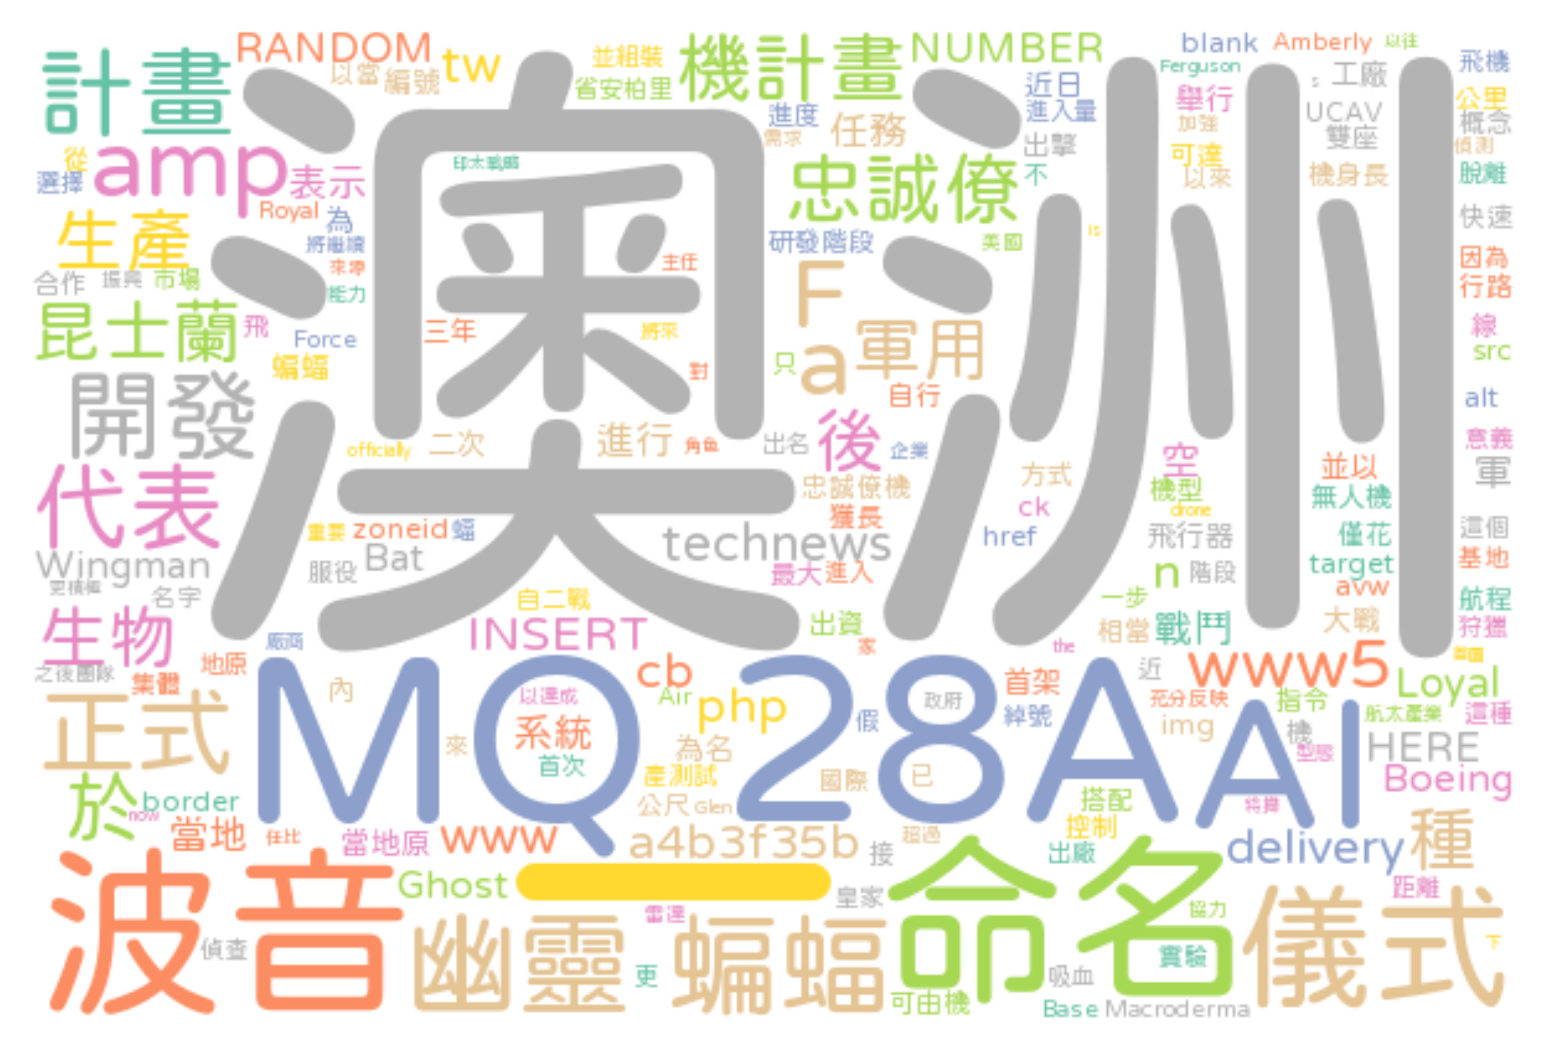 計畫
RANDOM
以當
編號
tw
並組裝
省安柏里
機計畫
NUMBER
blank
Amberly
以往
Ferguson
飛機
近日
進入量
舉行
加強
s
工廠
UCAV
雙座
公里
概念
偵測
從
選擇
amp
表示
Royal
為
將繼續
印太戰略
進度
需求
任務
出擊
不
可達
以來
機身長
脫離
澳洲
忠誠僚
生產
合作
振興
市場
能力
主任
研發階段
美國
is
快速
因為
行路
昆士蘭
飛
Force
蝙蝠
三年
將來
對
F
a
只
軍用
自行
線
src
alt
開發
officially
二次
進行
角色
出名
後
企業
空
意義
軍
代表
重要
zoneid
蝠
服役
Bat
technews
忠誠僚機
獲長
最大
進入
方式
ck
href
機型
drone
飛行器
n
階段
並以
無人機
僅花
target
avw
這個
基地
Wingman
更積極
名字
自二戰
一步
相當
戰鬥
大戰
航程
狩獵
生物
之後團隊
集體
地原
廠商
INSERT
出資
家
the
近
www5
首架
綽號
Loyal
充分反映
img
指令
機
型態
航太產業
這種
正式
內
MQ
28A
AI
以達成
系統
首次
來
cb
Air
php
為名
產測試
公尺
Glen
政府
假
國際
已
HERE
Boeing
於
border
now
當地
任比
當地原
www
a4b3f35b
超過
接
搭配
控制
出廠
delivery
種
距離
波音
Ghost
皇家
命名
協力
儀式
下
偵查
幽靈
雷達
更
蝙蝠
可由機
吸血
實驗
Base
Macroderma